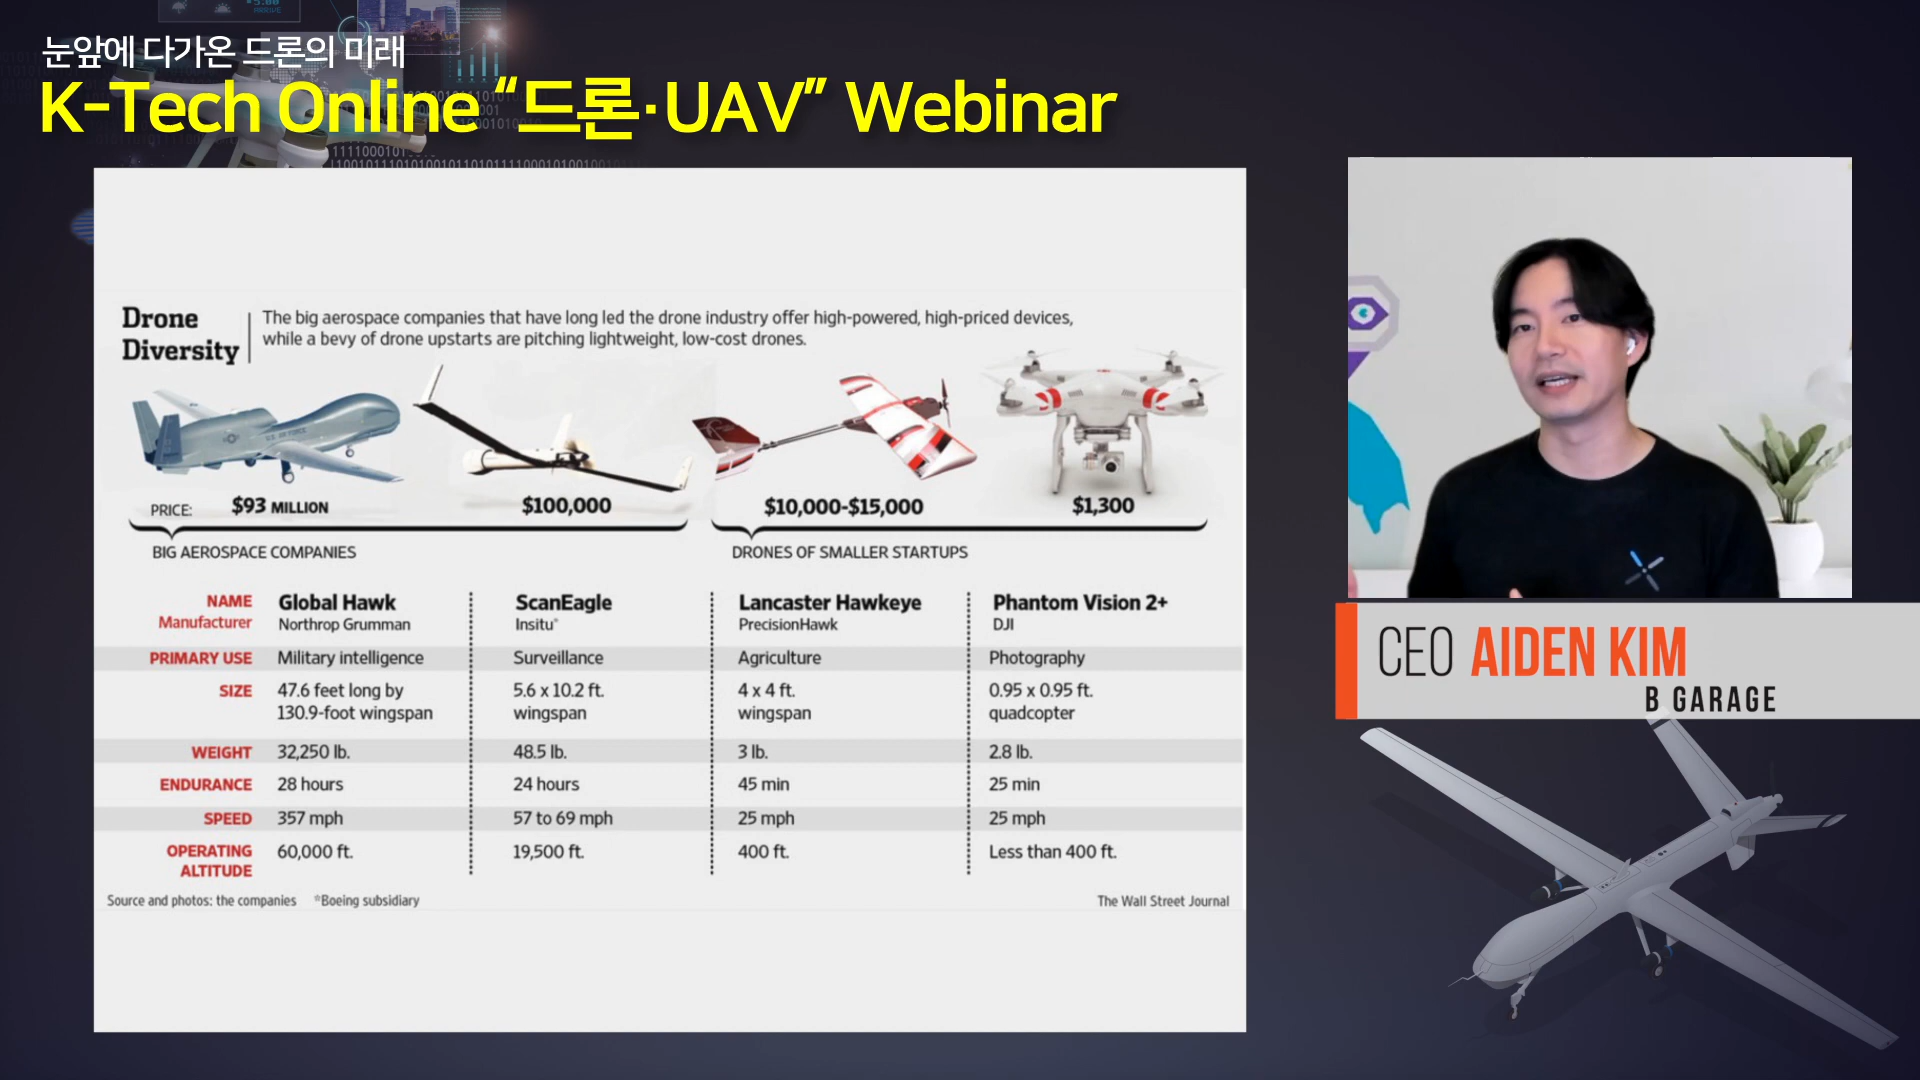 눈앞에 다가온 드론의 미래
K-Tech Online “드론·UAV” Webinar
Drone Diversity
The big aerospace companies that have long led the drone industry offer high-powered, high-priced devices,
while a bevy of drone upstarts are pitching lightweight, low-cost drones.
U.S. AIR FORCE
PRICE: $93 MILLION $100,000 $10,000-$15,000 $1,300
BIG AEROSPACE COMPANIES DRONES OF SMALLER STARTUPS
NAME Global Hawk ScanEagle Lancaster Hawkeye Phantom Vision 2+
Manufacturer Northrop Grumman Insitu* PrecisionHawk DJI
PRIMARY USE Military intelligence Surveillance Agriculture Photography
SIZE 47.6 feet long by 5.6 x 10.2 ft. 4 x 4 ft. 0.95 x 0.95 ft.
130.9-foot wingspan wingspan wingspan quadcopter
WEIGHT 32,250 lb. 48.5 lb. 3 lb. 2.8 lb.
ENDURANCE 28 hours 24 hours 45 min 25 min
SPEED 357 mph 57 to 69 mph 25 mph 25 mph
OPERATING 60,000 ft. 19,500 ft. 400 ft. Less than 400 ft.
ALTITUDE
Source and photos: the companies *Boeing subsidiary The Wall Street Journal
CEO AIDEN KIM
B GARAGE